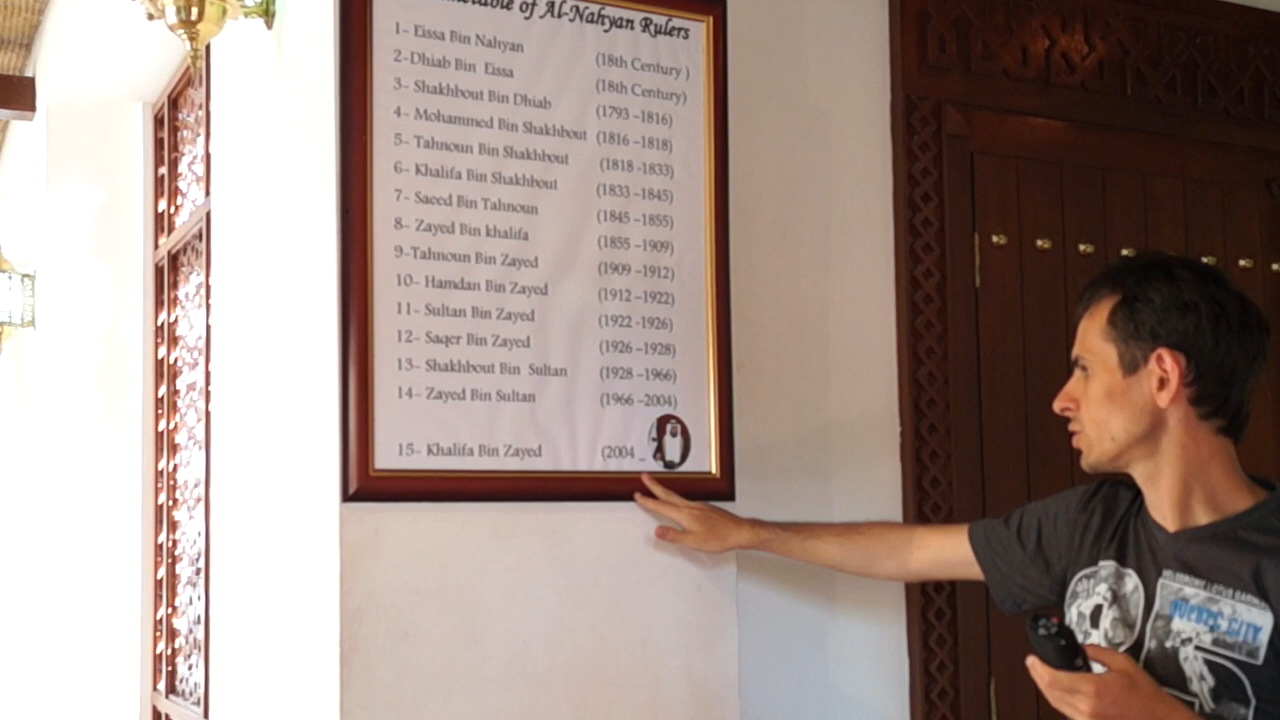 of Al-Nahyan Rulers
1- Eissa Bin Nahyan (18th Century )
2-Dhiab Bin Eissa (18th Century)
3- Shakhbout Bin Dhiab (1793 -1816)
4- Mohammed Bin Shakhbout (1816 -1818)
5- Tahnoun Bin Shakhbout (1818 -1833)
6- Khalifa Bin Shakhbout (1833 -1845)
7- Saeed Bin Tahnoun (1845 -1855)
8- Zayed Bin khalifa (1855 -1909)
9-Tahnoun Bin Zayed (1909 -1912)
10- Hamdan Bin Zayed (1912 -1922)
11- Sultan Bin Zayed (1922 -1926)
12- Saqer Bin Zayed (1926 -1928)
13- Shakhbout Bin Sultan (1928 -1966)
14- Zayed Bin Sultan (1966 -2004)
15- Khalifa Bin Zayed (2004 _
QUEBEC CITY